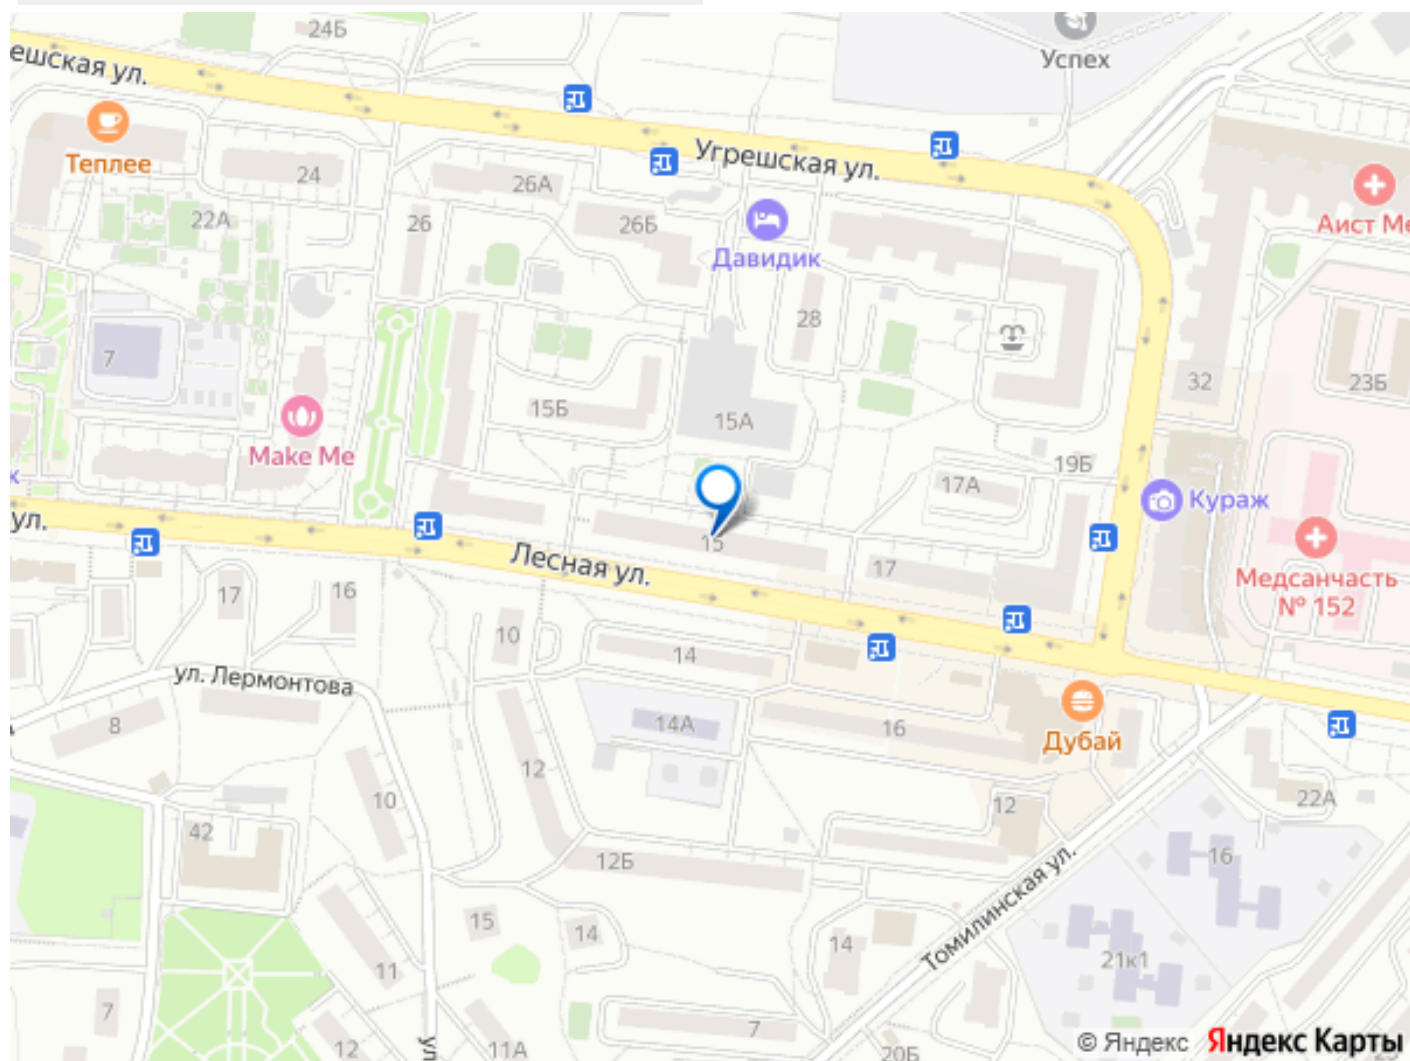 24Б
Успех
ешская ул.
Теплее
24
26А
Угрешская ул.
22А
26
26Б
Давидик
Аист Ме
28
7
15Б
15А
32
23Б
Make Me
к
19Б
17А
Кураж
ул.
Лесная ул.
15
17
Медсанчасть
№ 152
17
16
10
14
ул. Лермонтова
8
14А
16
Дубай
12
10
12
22А
42
12Б
16
Томилинская ул.
15
14
14
21к1
11
7
7
12
ул
11А
20Б
© Яндекс Яндекс Карты